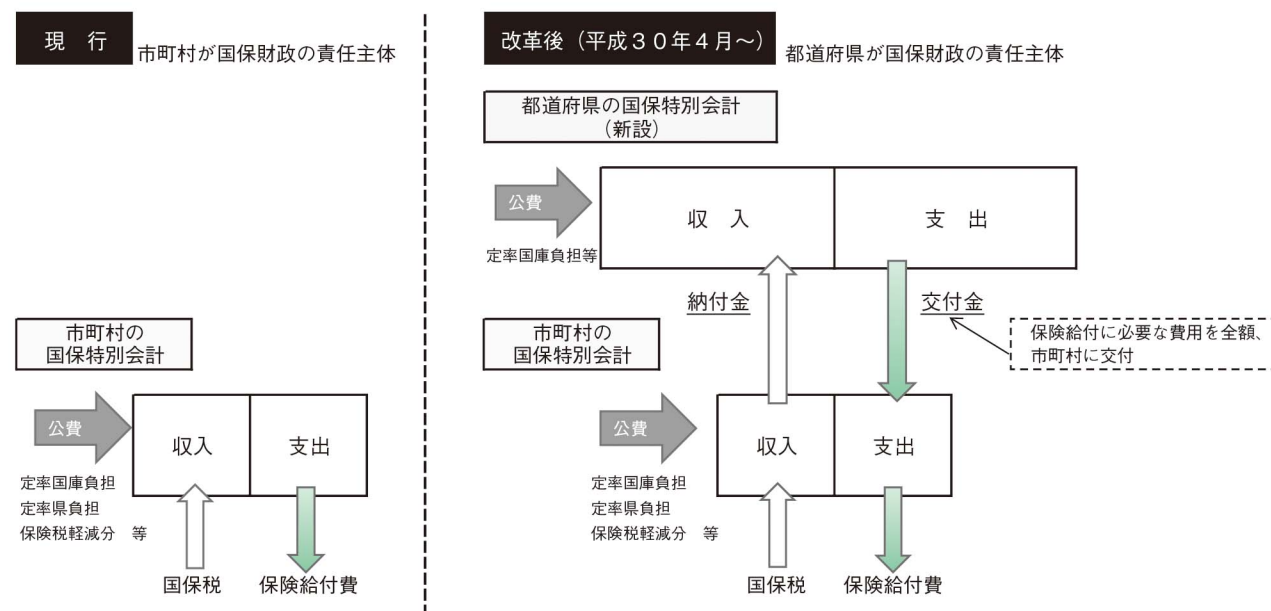 現　行
市町村が国保財政の責任主体
市町村の
国保特別会計
公費
収入
支出
定率国庫負担
定率県負担
保険税軽減分　等
国保税
保険給付費
改革後（平成３０年４月～）
都道府県が国保財政の責任主体
都道府県の国保特別会計
（新設）
公費
収　入
支　出
定率国庫負担等
納付金
交付金
保険給付に必要な費用を全額、
市町村に交付
市町村の
国保特別会計
公費
収入
支出
定率国庫負担
定率県負担
保険税軽減分　等
国保税
保険給付費